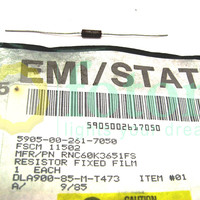 EMI/STAT
5905002617050
5905-00-261-7050
FSCM 11502
MFR/PN RNC60K3651FS
RESISTOR FIXED FILM
1 EACH
DLA900-85-M-T473 ITEM #01
A/ 9/85